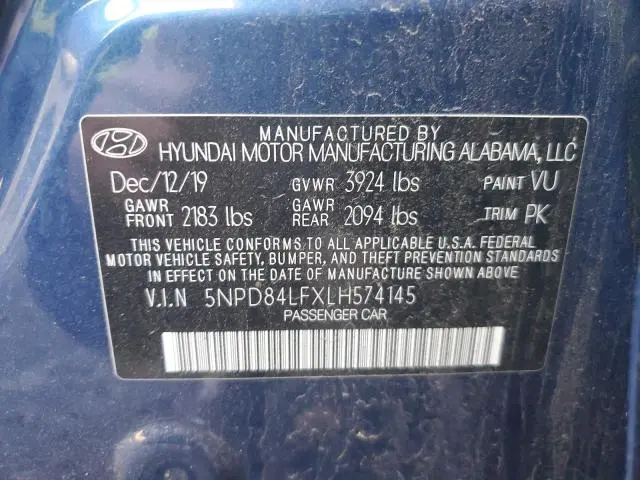 MANUFACTURED BY
HYUNDAI MOTOR MANUFACTURING ALABAMA, LLC
Dec/12/19 GVWR 3924 lbs PAINT VU
GAWR FRONT 2183 lbs GAWR REAR 2094 lbs TRIM PK
THIS VEHICLE CONFORMS TO ALL APPLICABLE U.S.A. FEDERAL
MOTOR VEHICLE SAFETY, BUMPER, AND THEFT PREVENTION STANDARDS
IN EFFECT ON THE DATE OF MANUFACTURE SHOWN ABOVE
V.I.N 5NPD84LFXLH574145
PASSENGER CAR